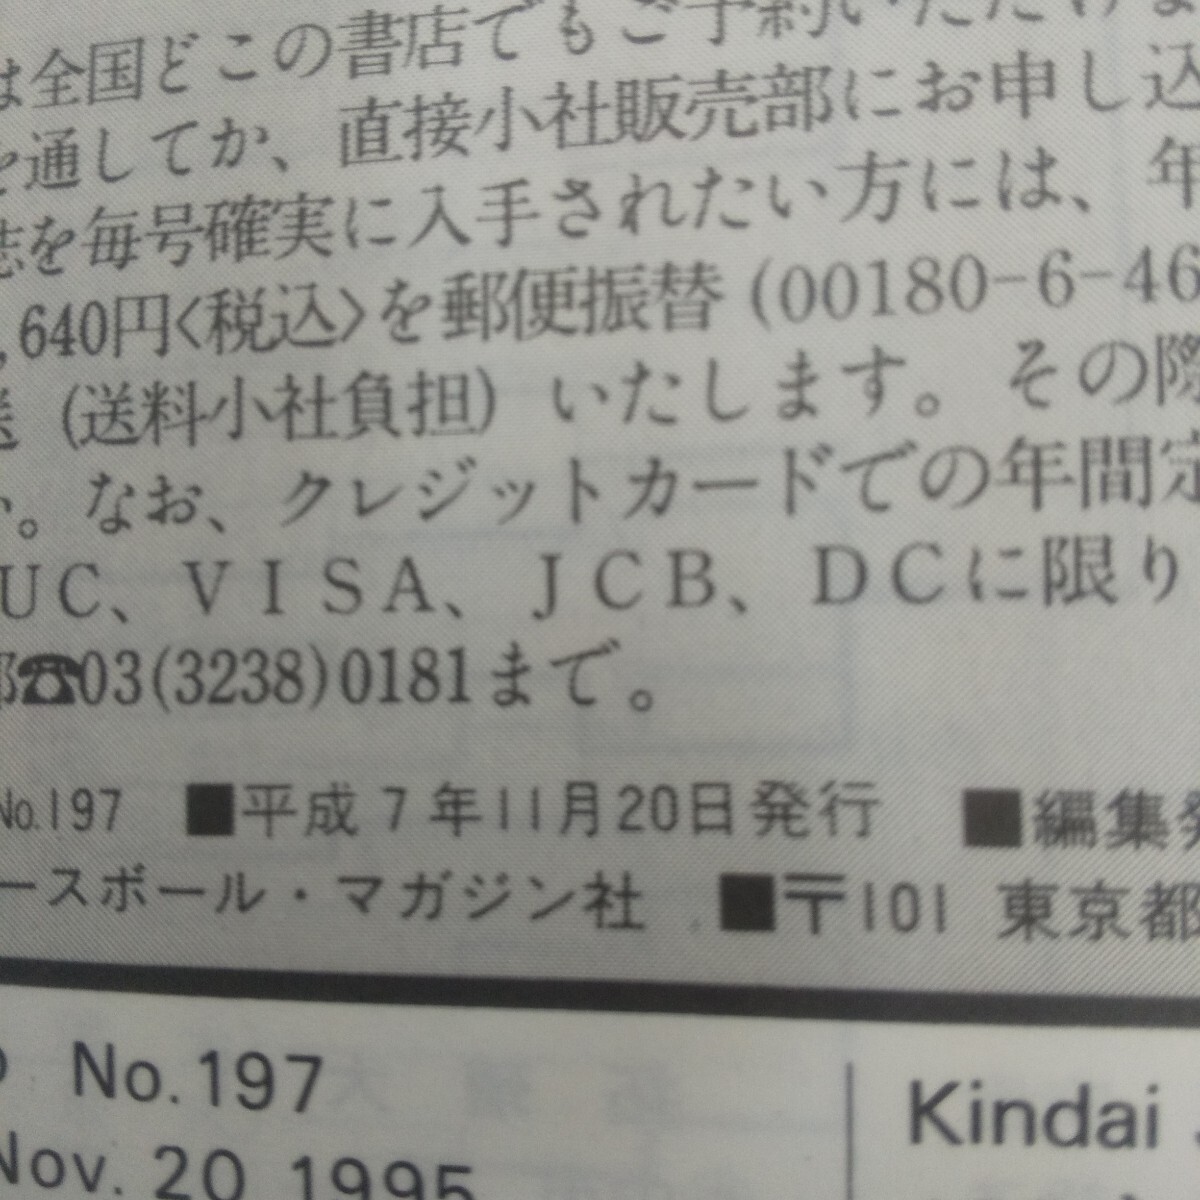 は全国どこの書店でもご予約いただけま
を通してか、直接小社販売部にお申し込
誌を毎号確実に入手されたい方には、年
,640円<税込>を郵便振替 (00180-6-46
送 (送料小社負担) いたします。その際
。なお、クレジットカードでの年間定
UC、VISA、JCB、DCに限り
部☎03(3238)0181まで。
No.197 ■平成7年11月20日発行 ■編集発
ースボール・マガジン社 ■〒101 東京都
No.197
Nov. 20 1995
Kindai